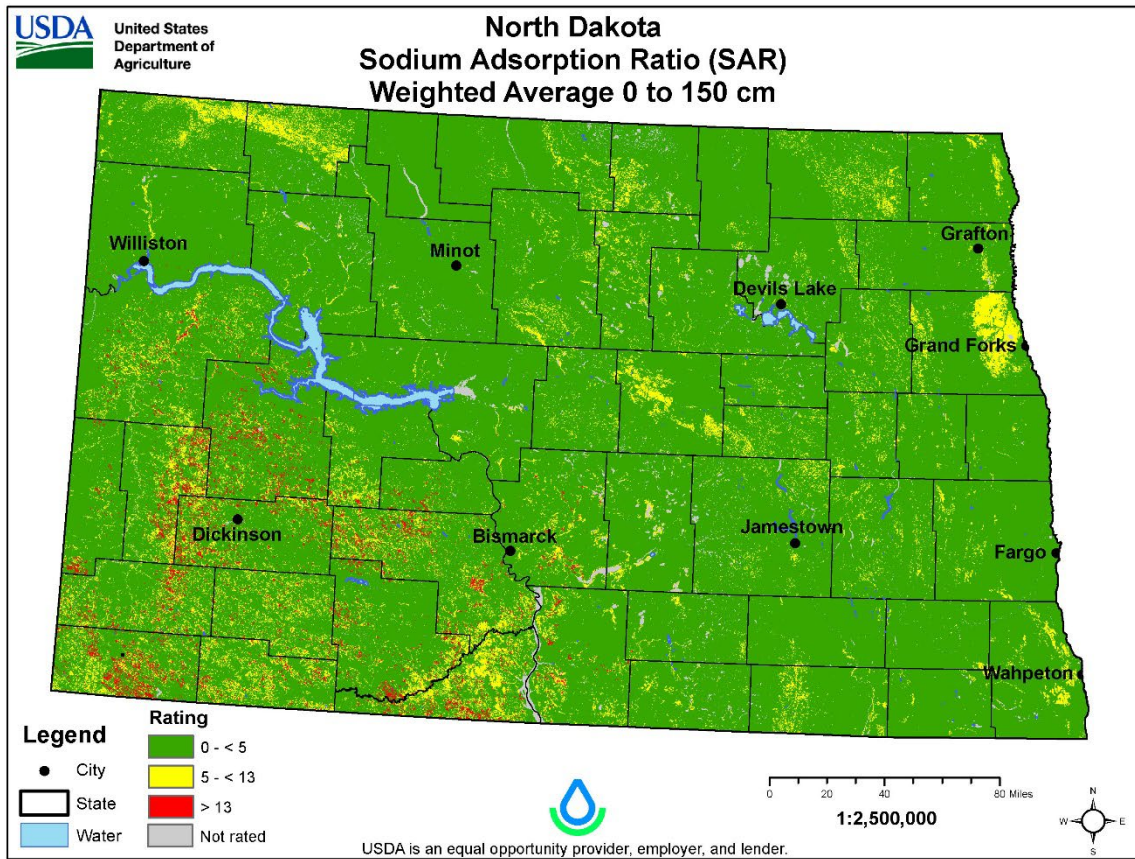 USDA
United States
Department of
Agriculture
North Dakota
Sodium Adsorption Ratio (SAR)
Weighted Average 0 to 150 cm
Williston
Minot
Grafton
Devils Lake
Grand Forks
Dickinson
Bismarck
Jamestown
Fargo
Wahpeton
Legend
City
State
Water
Rating
0 - < 5
5 - < 13
> 13
Not rated
0 20 40 80 Miles
1:2,500,000
N
W E
S
USDA is an equal opportunity provider, employer, and lender.